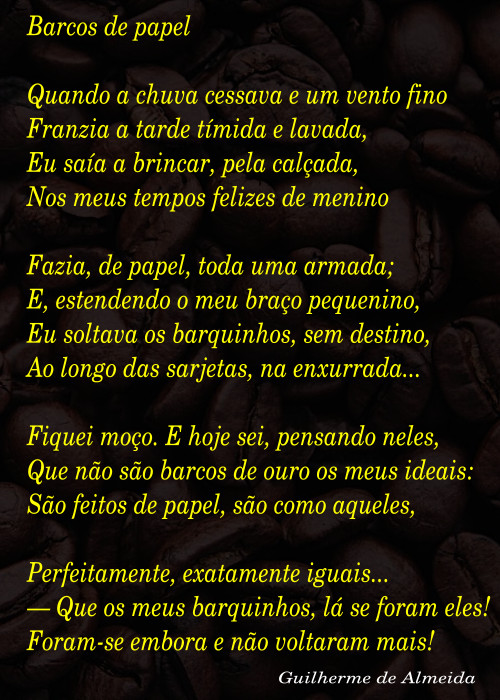 Barcos de papel
Quando a chuva cessava e um vento fino
Franzia a tarde tímida e lavada,
Eu saía a brincar, pela calçada,
Nos meus tempos felizes de menino
Fazia, de papel, toda uma armada;
E, estendendo o meu braço pequenino,
Eu soltava os barquinhos, sem destino,
Ao longo das sarjetas, na enxurrada...
Fiquei moço. E hoje sei, pensando neles,
Que não são barcos de ouro os meus ideais:
São feitos de papel, são como aqueles,
Perfeitamente, exatamente iguais...
— Que os meus barquinhos, lá se foram eles!
Foram-se embora e não voltaram mais!
Guilherme de Almeida